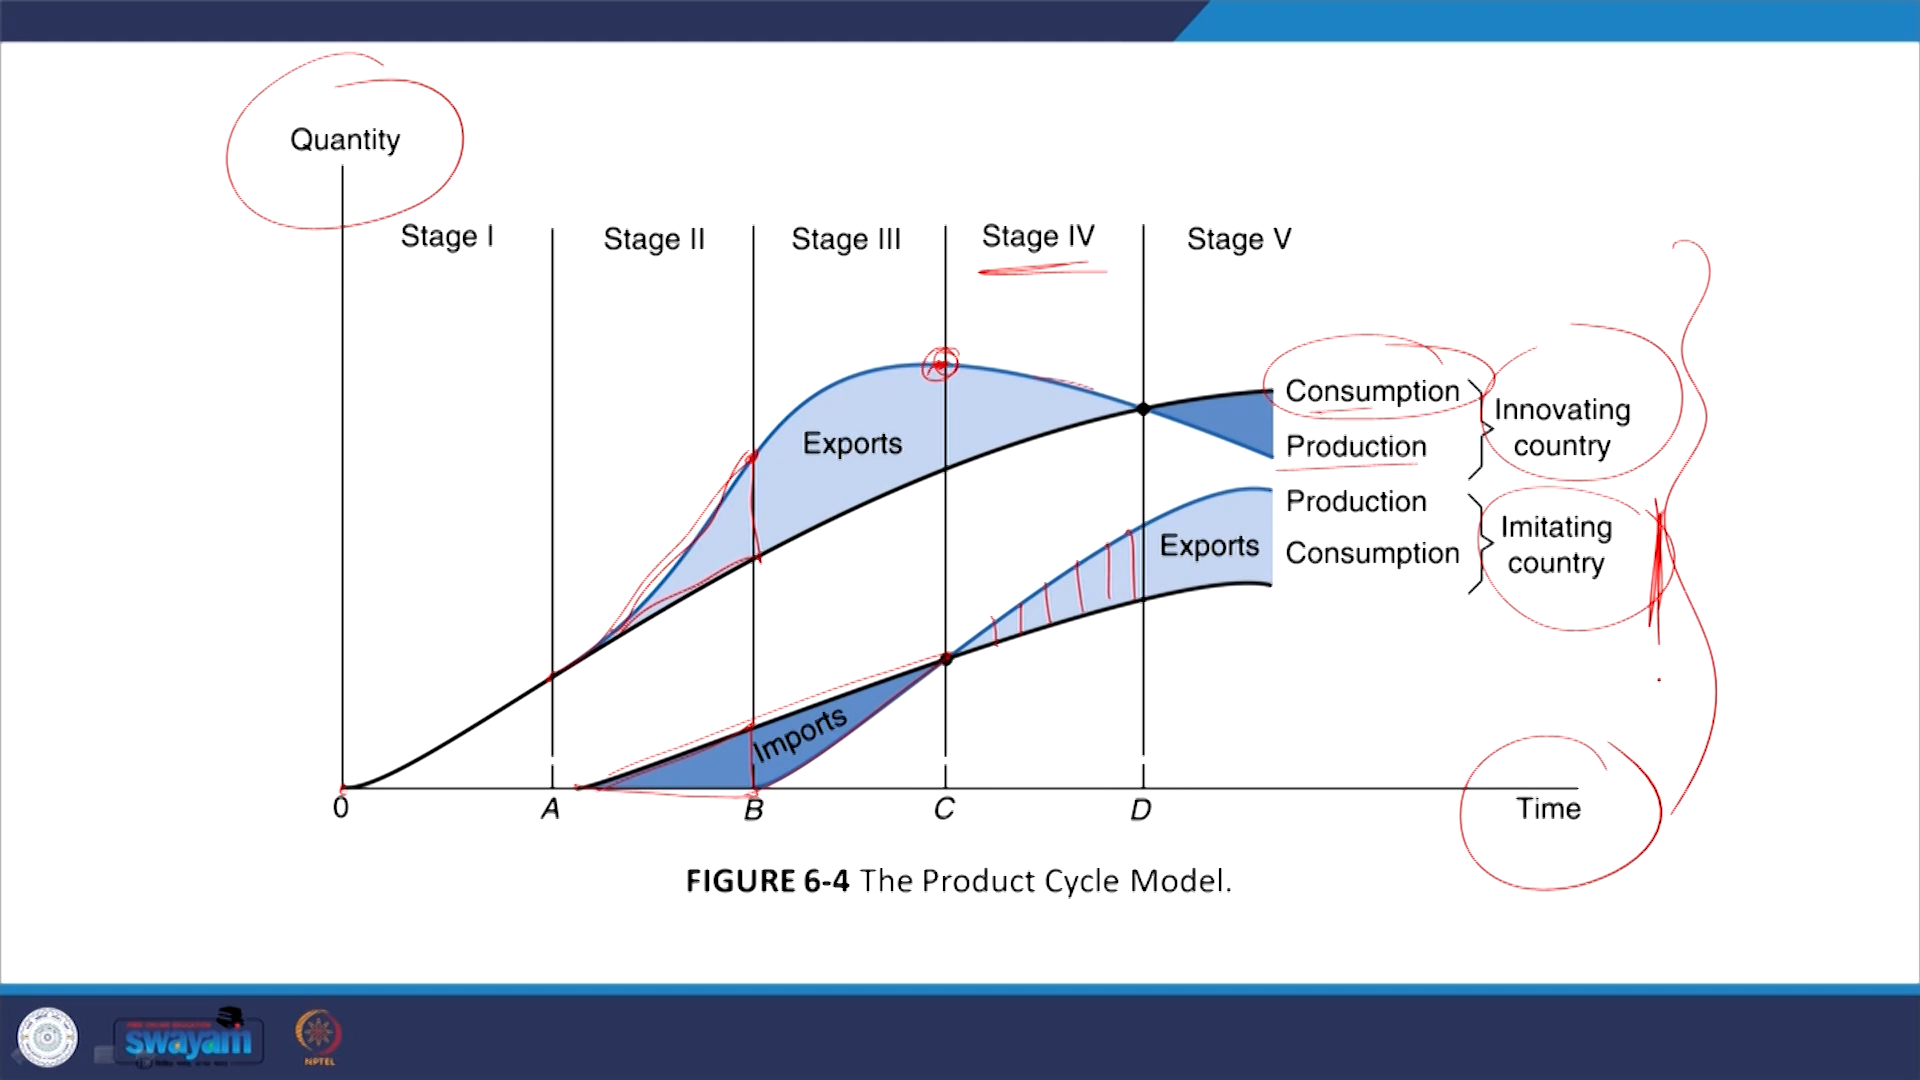 Quantity
Stage I
Stage II
Stage III
Stage IV
Stage V
Exports
Consumption
Production
Innovating
country
Production
Consumption
Imitating
country
Exports
Imports
0
A
B
C
D
Time
FIGURE 6-4 The Product Cycle Model.
swayam
NPTEL